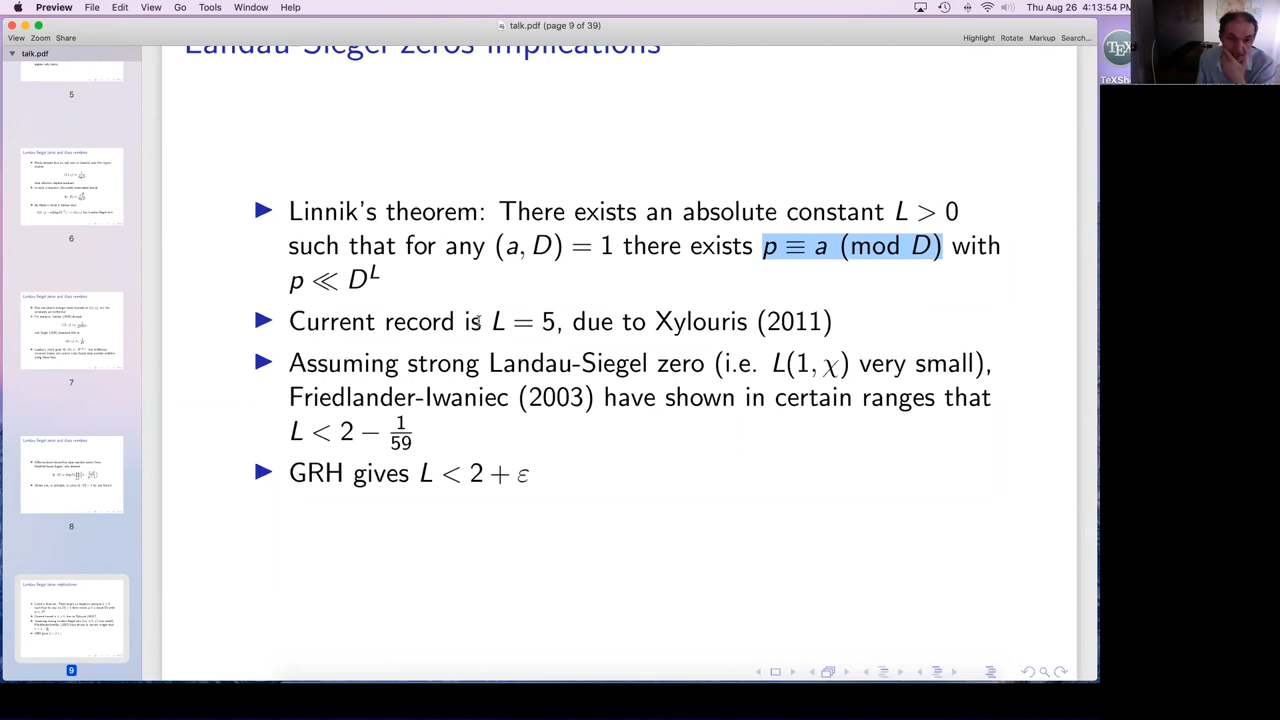 Preview File Edit View Go Tools Window Help
Thu Aug 26 4:13:54 PM
talk.pdf (page 9 of 39)
View Zoom Share
Highlight Rotate Markup Search...
talk.pdf
TeXSh
5
6
7
8
9
Landau-Siegel zeros implications
Linnik's theorem: There exists an absolute constant L > 0
such that for any (a, D) = 1 there exists p ≡ a (mod D) with
p ≪ D^L
Current record is L = 5, due to Xylouris (2011)
Assuming strong Landau-Siegel zero (i.e. L(1, χ) very small),
Friedlander-Iwaniec (2003) have shown in certain ranges that
L < 2 − 1/59
GRH gives L < 2 + ε